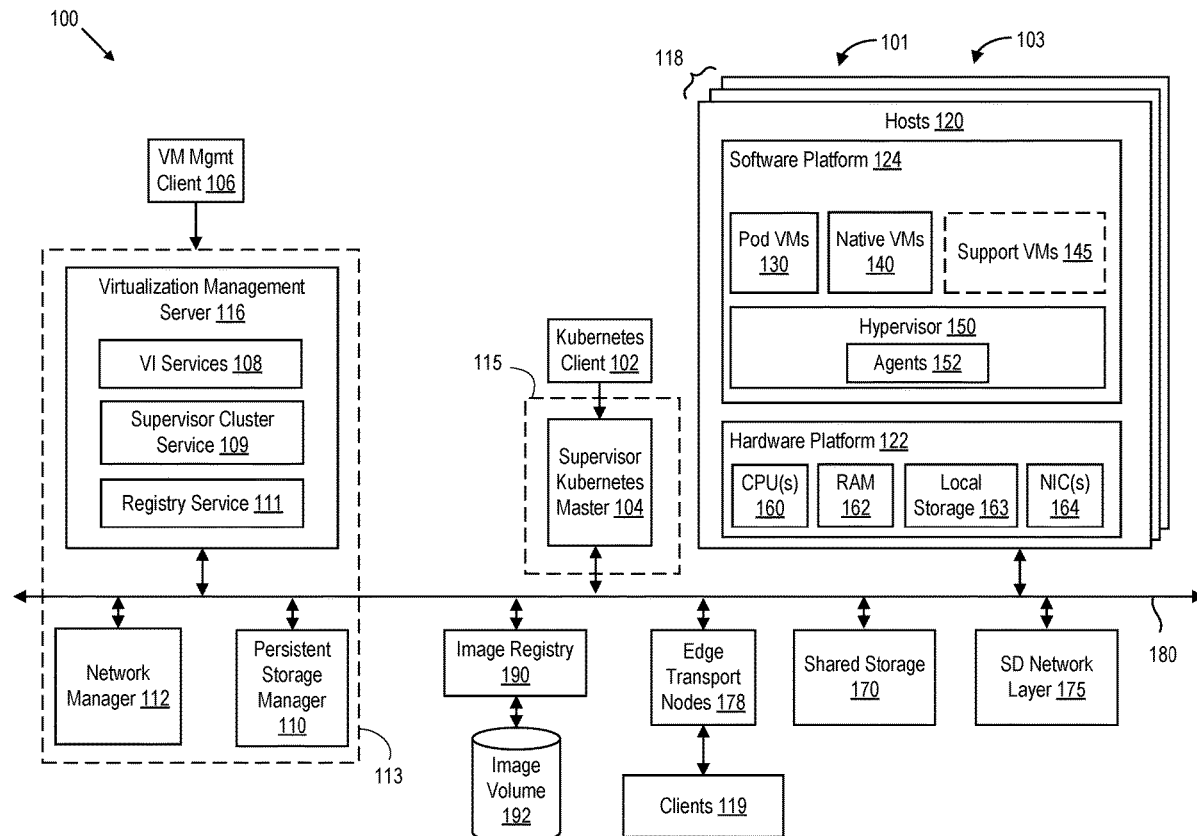 100
101
103
118
Hosts 120
Software Platform 124
Pod VMs
130
Native VMs
140
Support VMs 145
Hypervisor 150
Agents 152
Hardware Platform 122
CPU(s)
160
RAM
162
Local
Storage 163
NIC(s)
164
VM Mgmt
Client 106
Virtualization Management
Server 116
VI Services 108
Supervisor Cluster
Service 109
Registry Service 111
Kubernetes
Client 102
115
Supervisor
Kubernetes
Master 104
180
Network
Manager 112
Persistent
Storage
Manager
110
113
Image Registry
190
Image
Volume
192
Edge
Transport
Nodes 178
Clients 119
Shared Storage
170
SD Network
Layer 175